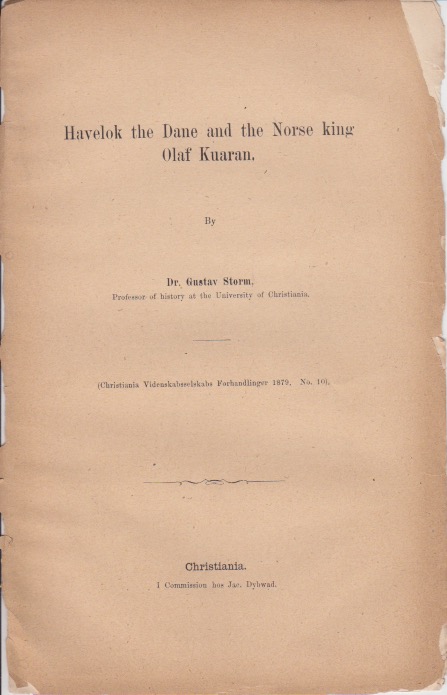 Havelok the Dane and the Norse king
Olaf Kuaran.
By
Dr. Gustav Storm,
Professor of history at the University of Christiania.
(Christiania Videnskabsselskabs Forhandlinger 1879. No. 10).
Christiania.
I Commission hos Jac. Dybwad.